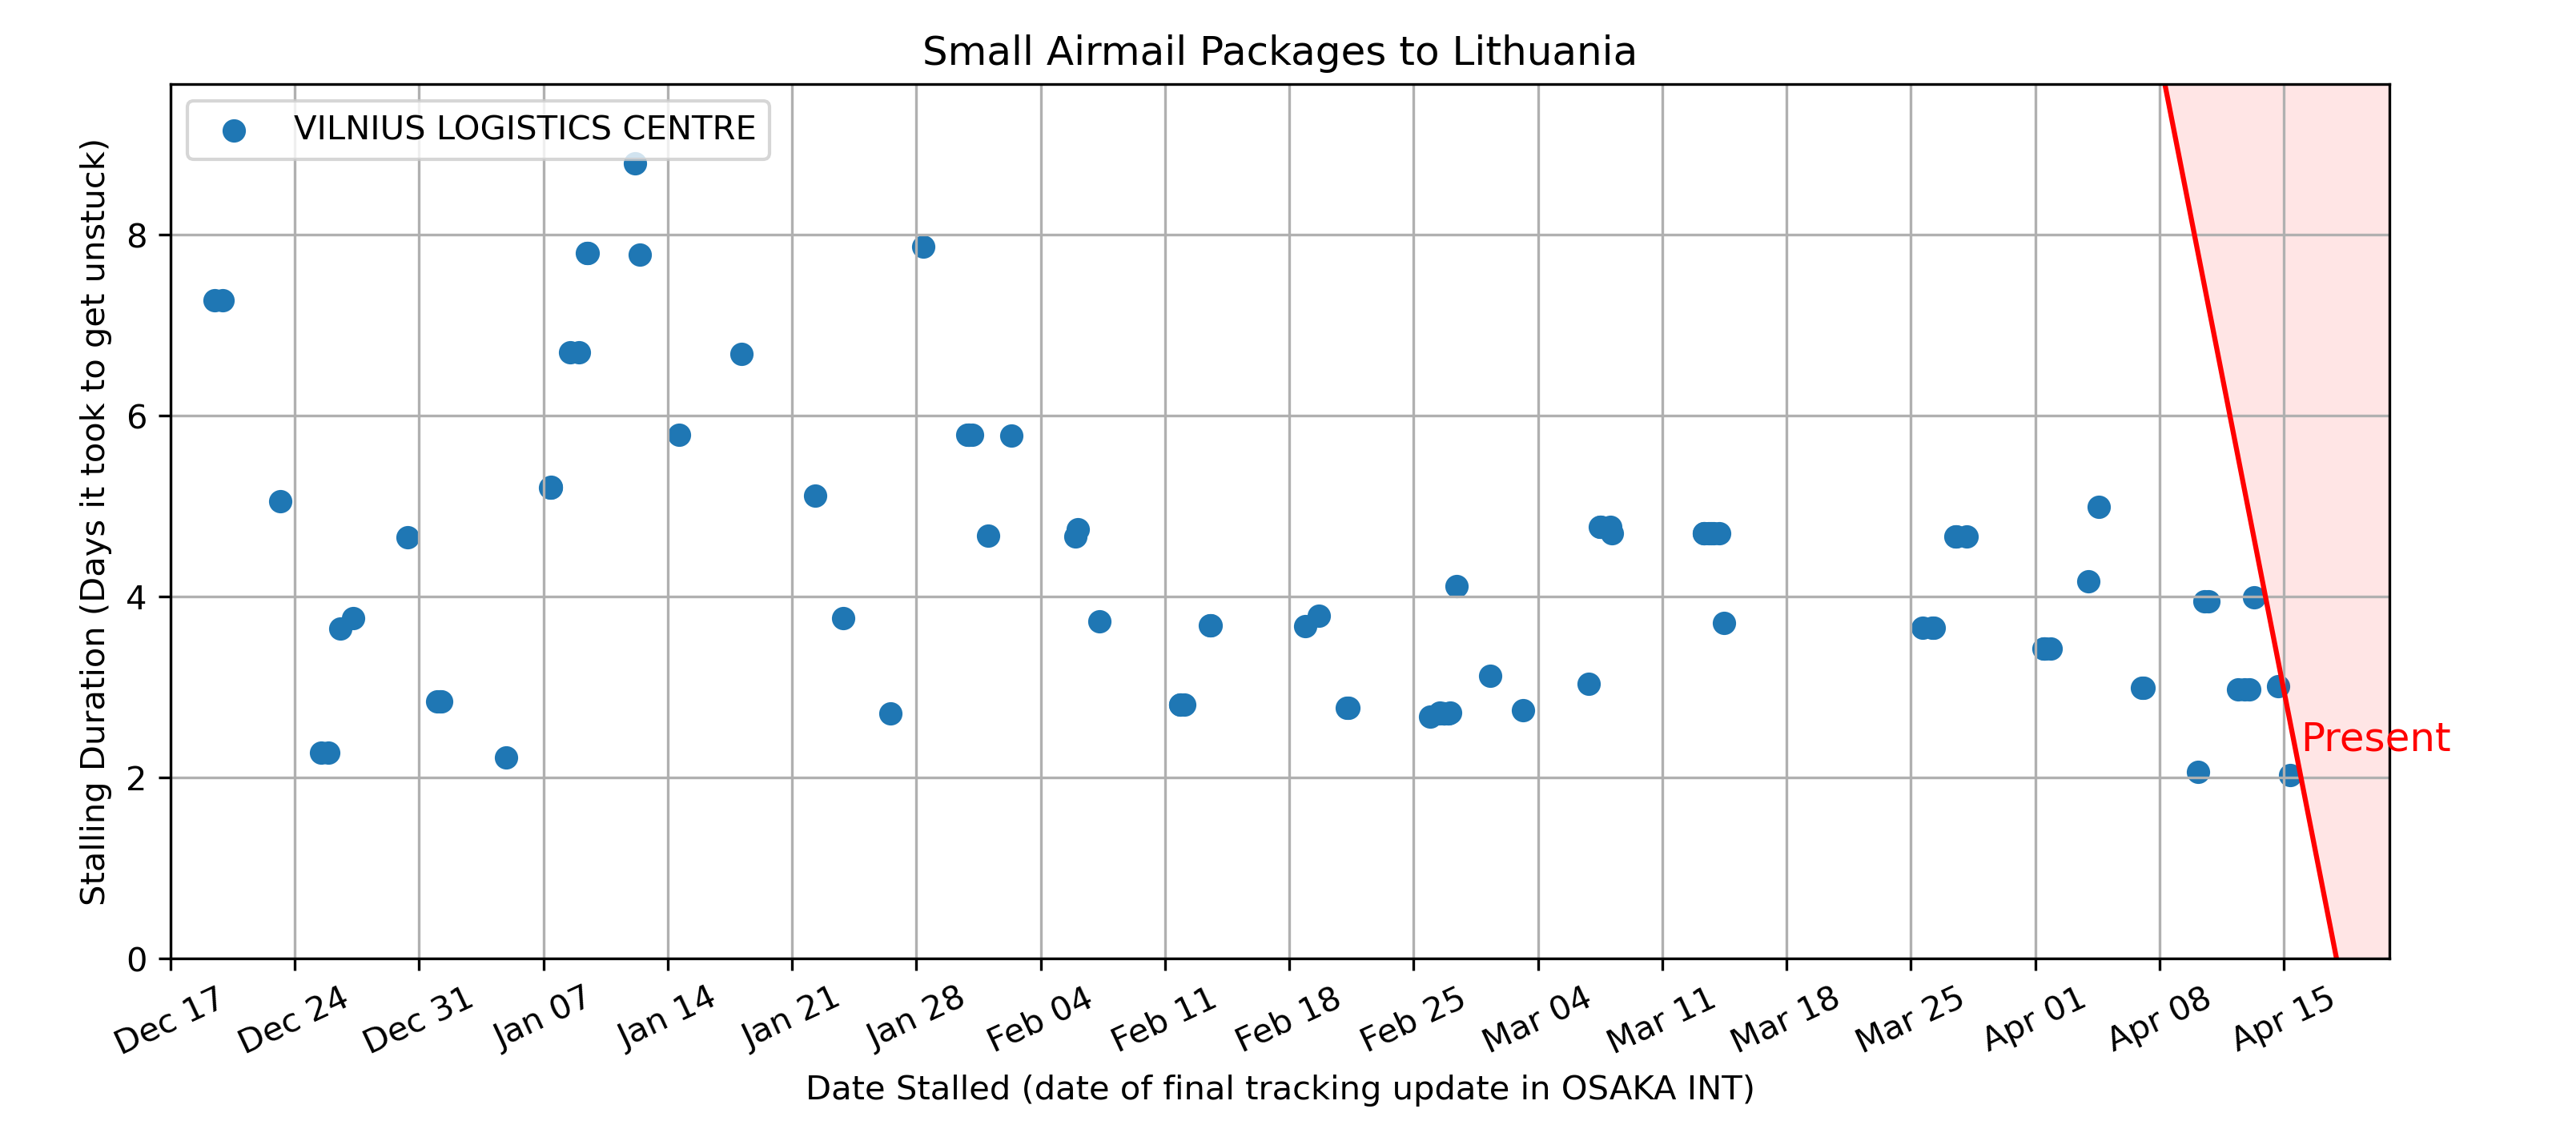 Small Airmail Packages to Lithuania
VILNIUS LOGISTICS CENTRE
Stalling Duration (Days it took to get unstuck)
8
6
4
2
0
Present
Dec 17
Dec 24
Dec 31
Jan 07
Jan 14
Jan 21
Jan 28
Feb 04
Feb 11
Feb 18
Feb 25
Mar 04
Mar 11
Mar 18
Mar 25
Apr 01
Apr 08
Apr 15
Date Stalled (date of final tracking update in OSAKA INT)